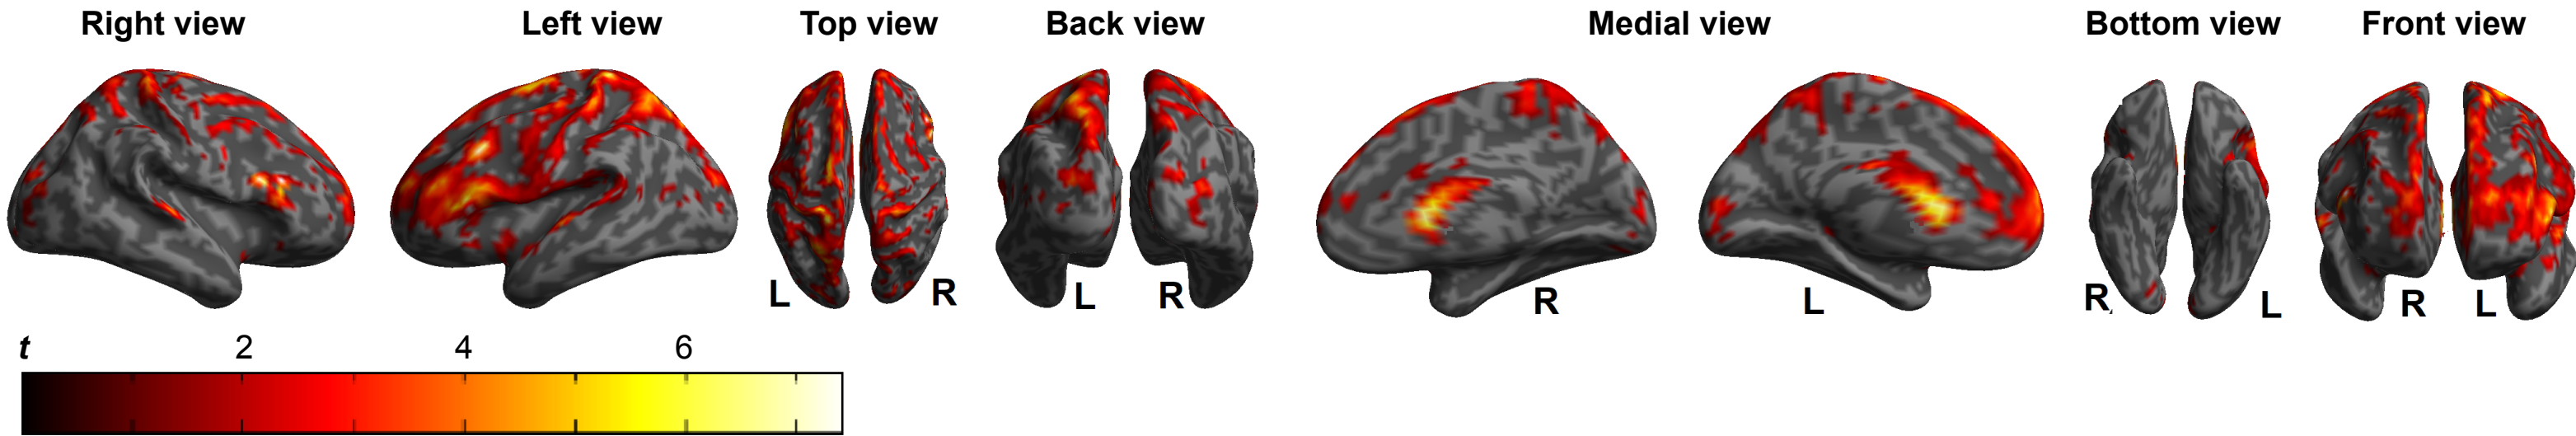 Right view Left view Top view Back view Medial view Bottom view Front view
L R L R R L R L R L
t 2 4 6